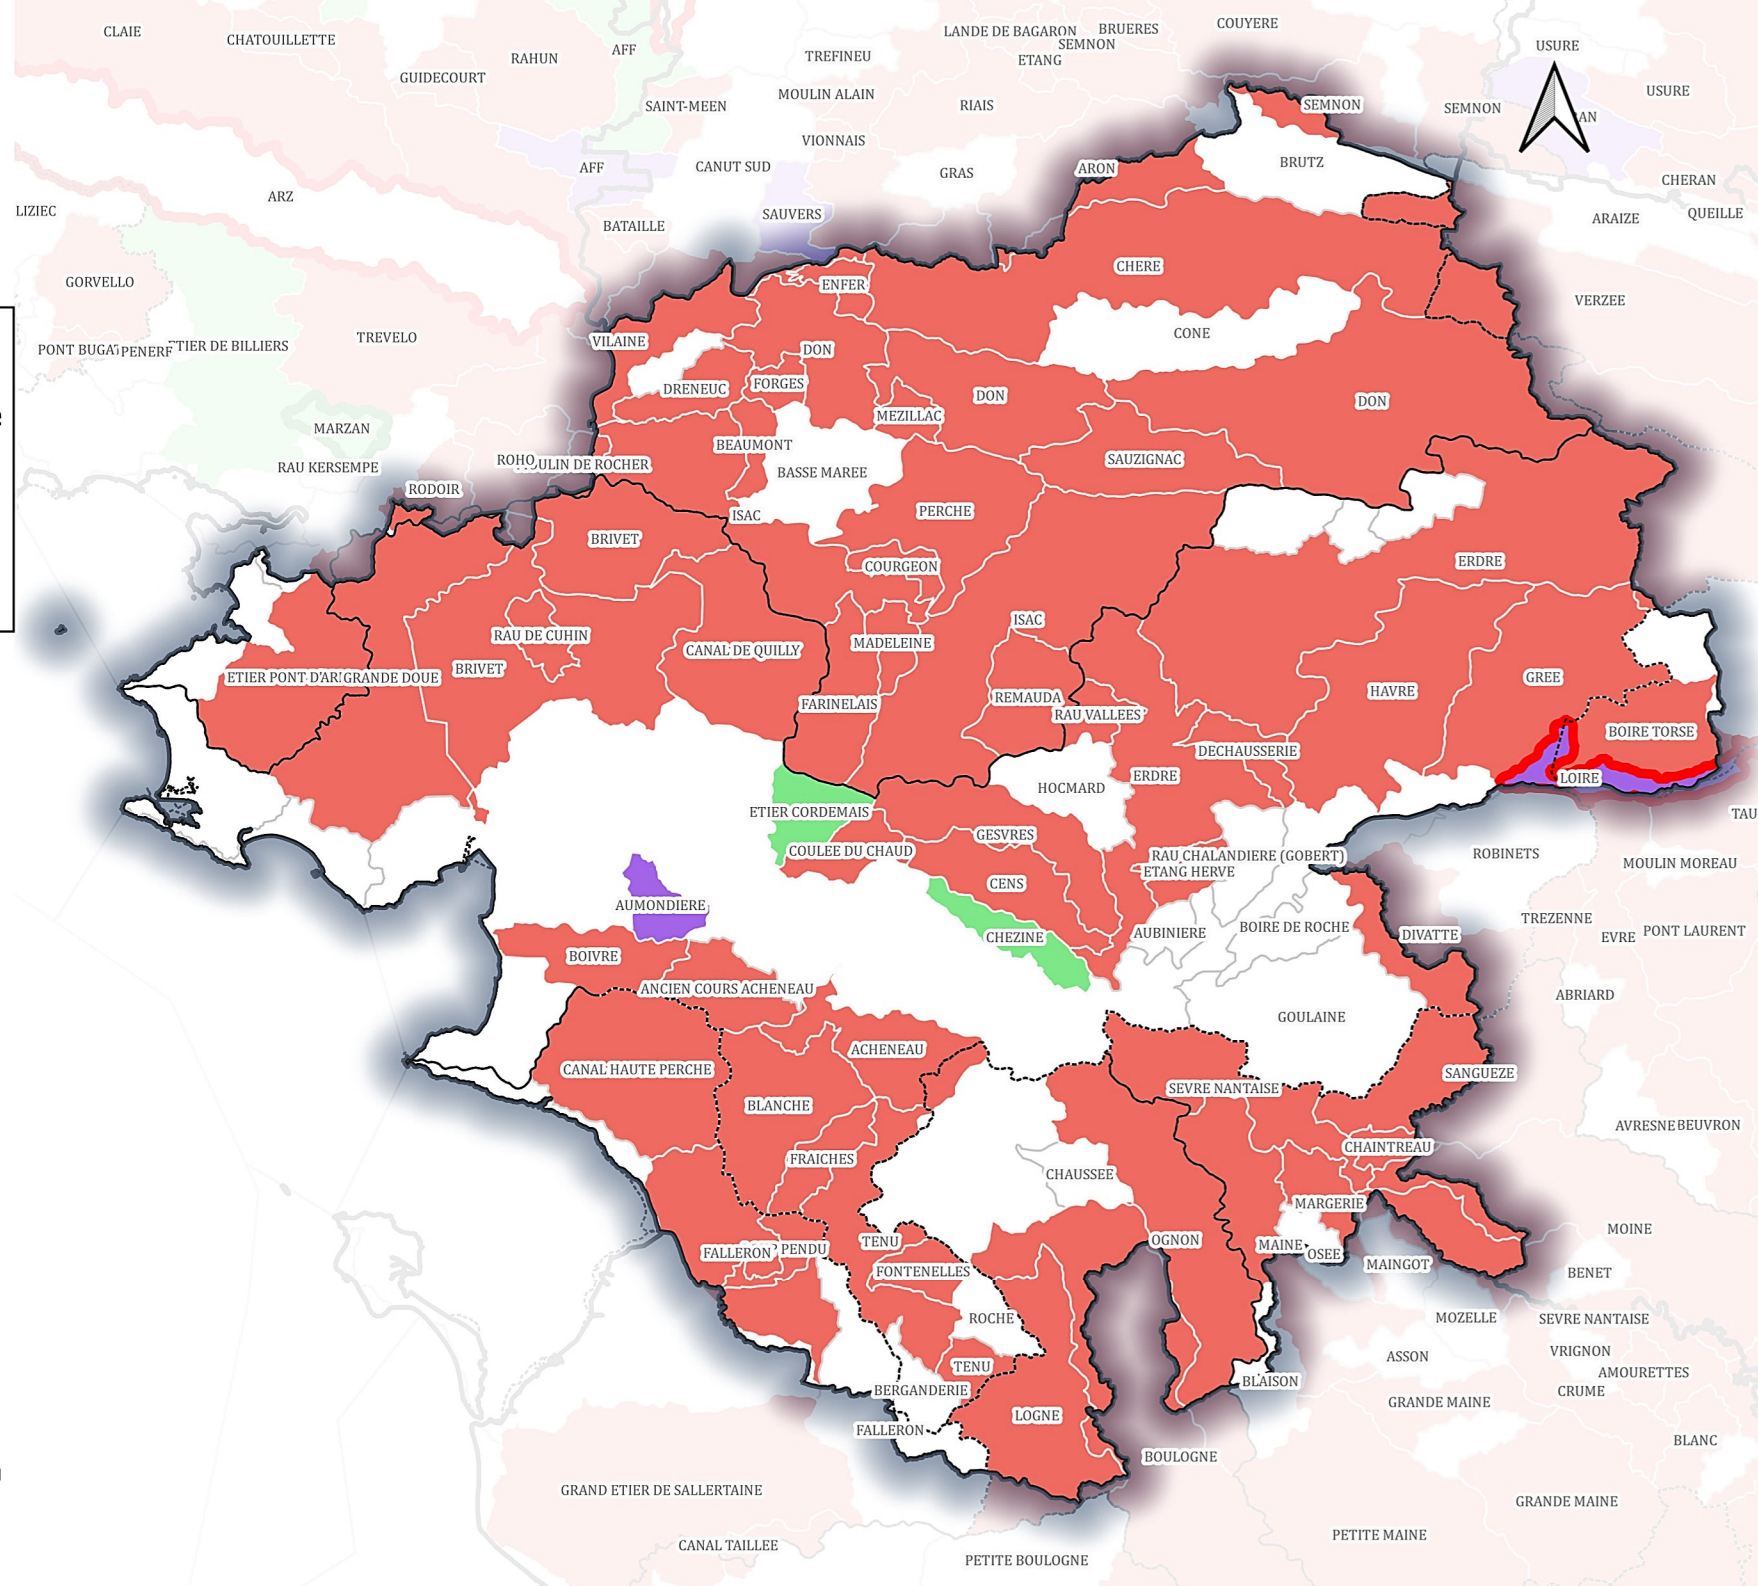 CLAIE
CHATOUILLETTE
GUIDECOURT
RAHUN
AFF
SAINT-MEEN
TREFINEU
MOULIN ALAIN
VIONNAIS
LANDE DE BAGARON
SEMNON
ETANG
BRUERES
COUYERE
RIAIS
USURE
USURE
SEMNON
SEMNON
ARZ
AFF
CANUT SUD
GRAS
ARON
BRUTZ
CHERAN
LIZIEC
BATAILLE
SAUVERS
ARAIZE
QUEILLE
GORVELLO
ENFER
CHERE
VERZEE
PONT BUGAT
PENERF
ETIER DE BILLIERS
TREVELO
VILAINE
DON
CONE
DRENEUC
FORGES
DON
DON
MEZILLAC
MARZAN
BEAUMONT
RAU KERSEMPE
ROHO
MOULIN DE ROCHER
BASSE MAREE
SAUZIGNAC
RODOIR
ISAC
PERCHE
BRIVET
COURGEON
ERDRE
RAU DE CUHIN
CANAL DE QUILLY
MADELEINE
ISAC
ETIER PONT D'AR
GRANDE DOUE
BRIVET
FARINELAIS
REMAUDA
RAU VALLEES
HAVRE
GREE
BOIRE TORSE
DECHAUSSERIE
HOCMARD
ERDRE
LOIRE
ETIER CORDEMAIS
TAU
COULEE DU CHAUD
GESVRES
RAU CHALANDIERE (GOBERT)
ETANG HERVE
ROBINETS
MOULIN MOREAU
CENS
AUMONDIERE
CHEZINE
AUBINIERE
BOIRE DE ROCHE
DIVATTE
TREZENNE
EVRE
PONT LAURENT
BOIVRE
ANCIEN COURS ACHENEAU
ABRIARD
GOULAINE
ACHENEAU
CANAL HAUTE PERCHE
SANGUEZE
SEVRE NANTAISE
BLANCHE
AVRESNE
BEUVRON
FRAICHES
CHAUSSEE
CHAINTREAU
MARGERIE
FALLERON
PENDU
TENU
OGNON
MAINE
OSEE
MAINGOT
MOINE
FONTENELLES
BENET
ROCHE
MOZELLE
SEVRE NANTAISE
VRIGNON
ASSON
TENU
AMOURETTES
BERGANDERIE
BLAISON
CRUME
GRANDE MAINE
FALLERON
LOGNE
BLANC
BOULOGNE
GRAND ETIER DE SALLERTAINE
GRANDE MAINE
CANAL TAILLEE
PETITE BOULOGNE
PETITE MAINE